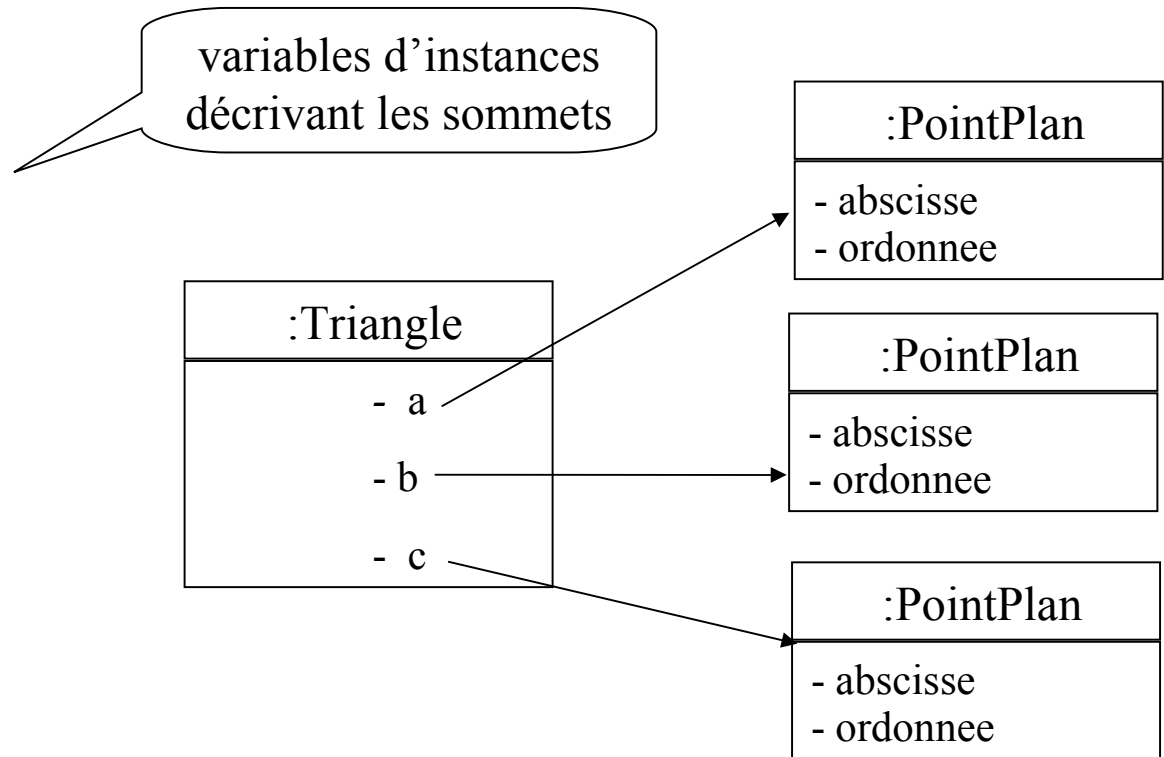 variables d’instances
décrivant les sommets
:PointPlan
- abscisse
- ordonnee
:Triangle
- a
- b
- c
:PointPlan
- abscisse
- ordonnee
:PointPlan
- abscisse
- ordonnee